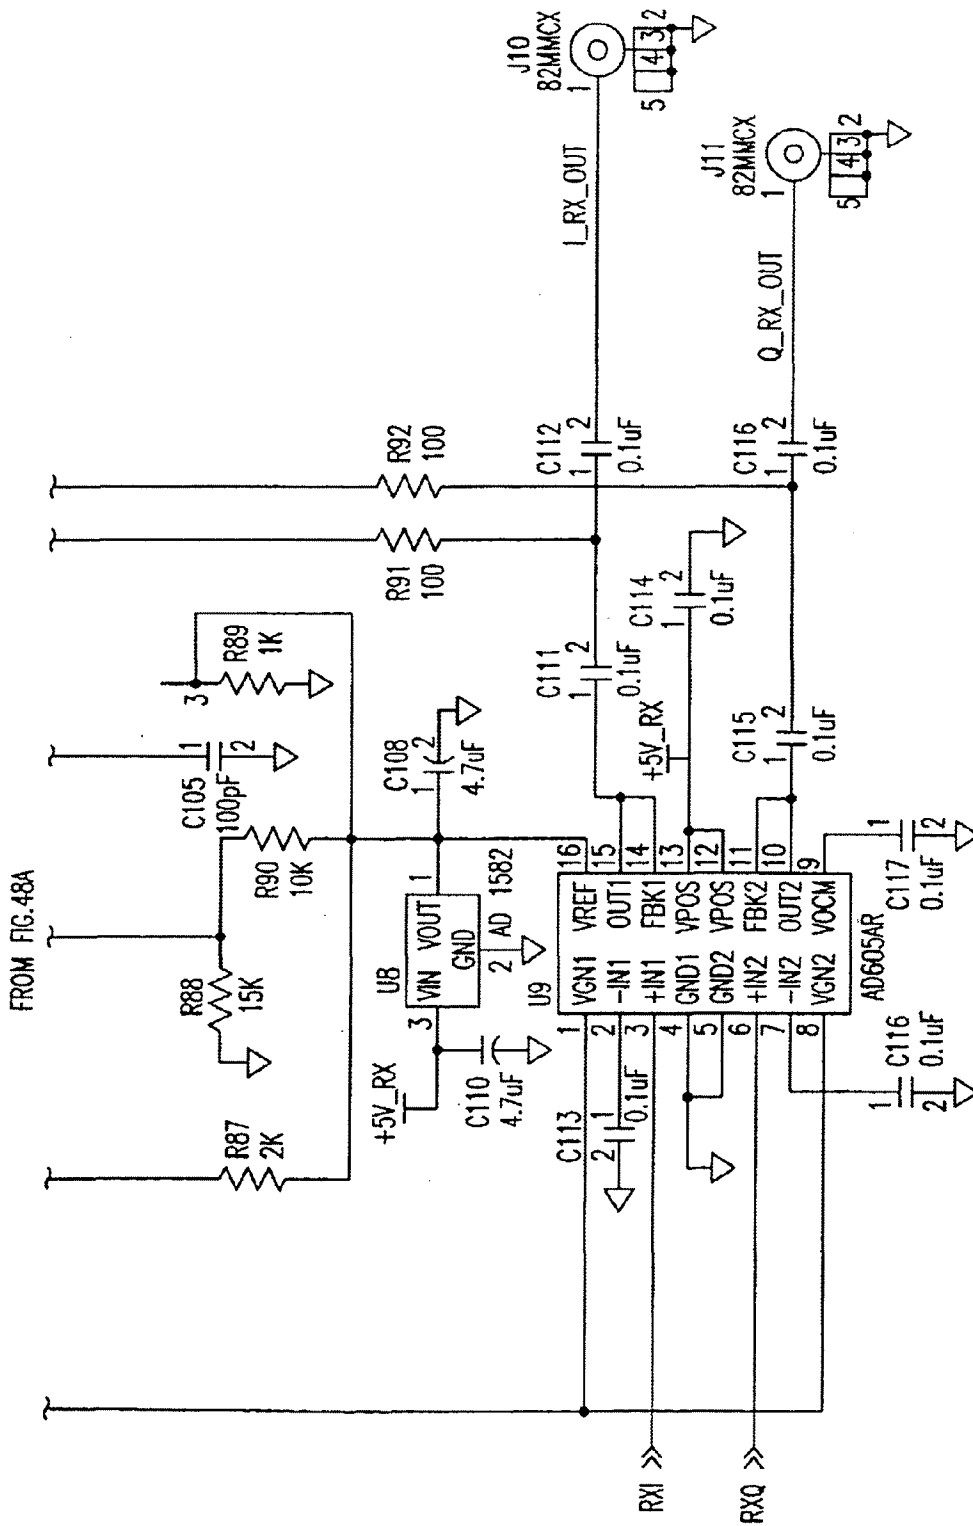 FROM FIG.48A
R87
2K
R88
15K
R90
10K
C105
100pF
1
2
3
R89
1K
R91
100
R92
100
+5V_RX
C110
4.7uF
U8
3
VIN
VOUT
1
GND
2
AD 1582
C108
1
2
4.7uF
U9
1
VGN1
VREF
16
2
-IN1
OUT1
15
3
+IN1
FBK1
14
4
GND1
VPOS
13
5
GND2
VPOS
12
6
+IN2
FBK2
11
7
-IN2
OUT2
10
8
VGN2
VOCM
9
AD605AR
C113
2
1
0.1uF
RXI
RXQ
C116
1
2
0.1uF
C117
1
2
0.1uF
C111
1
2
0.1uF
+5V_RX
C114
1
2
0.1uF
C115
1
2
0.1uF
C112
1
2
0.1uF
C116
1
2
0.1uF
I_RX_OUT
Q_RX_OUT
J10
82MMCX
1
5
4
3
2
J11
82MMCX
1
5
4
3
2